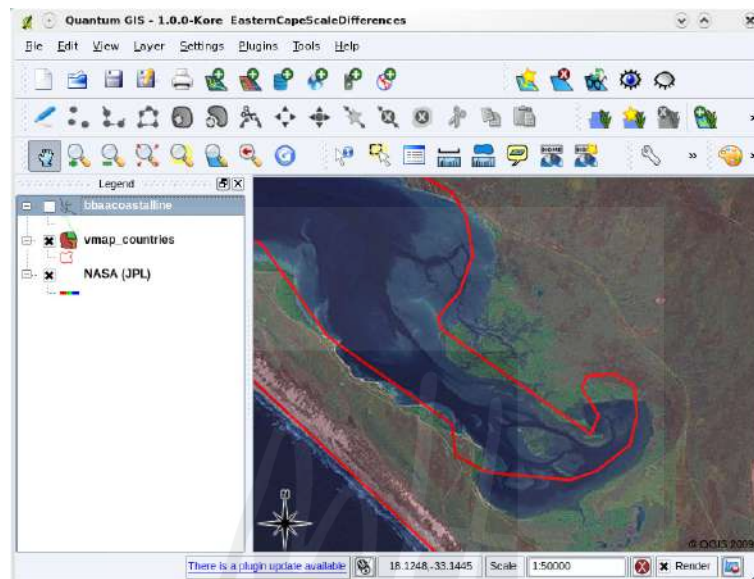 Quantum GIS - 1.0.0-Kore EasternCapeScaleDifferences
File Edit View Layer Settings Plugins Tools Help
Legend
bbaacoastalline
vmap_countries
NASA (JPL)
© QGIS 2009
There is a plugin update available 18.1248,-33.1445 Scale 1:50000 Render